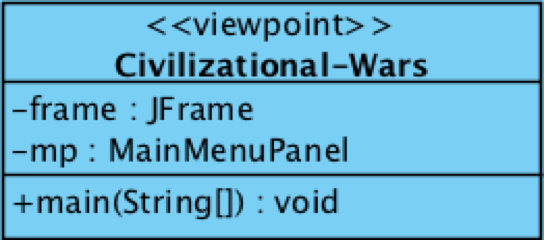 <<viewpoint>>
Civilizational-Wars
-frame : JFrame
-mp : MainMenuPanel
+main(String[]) : void